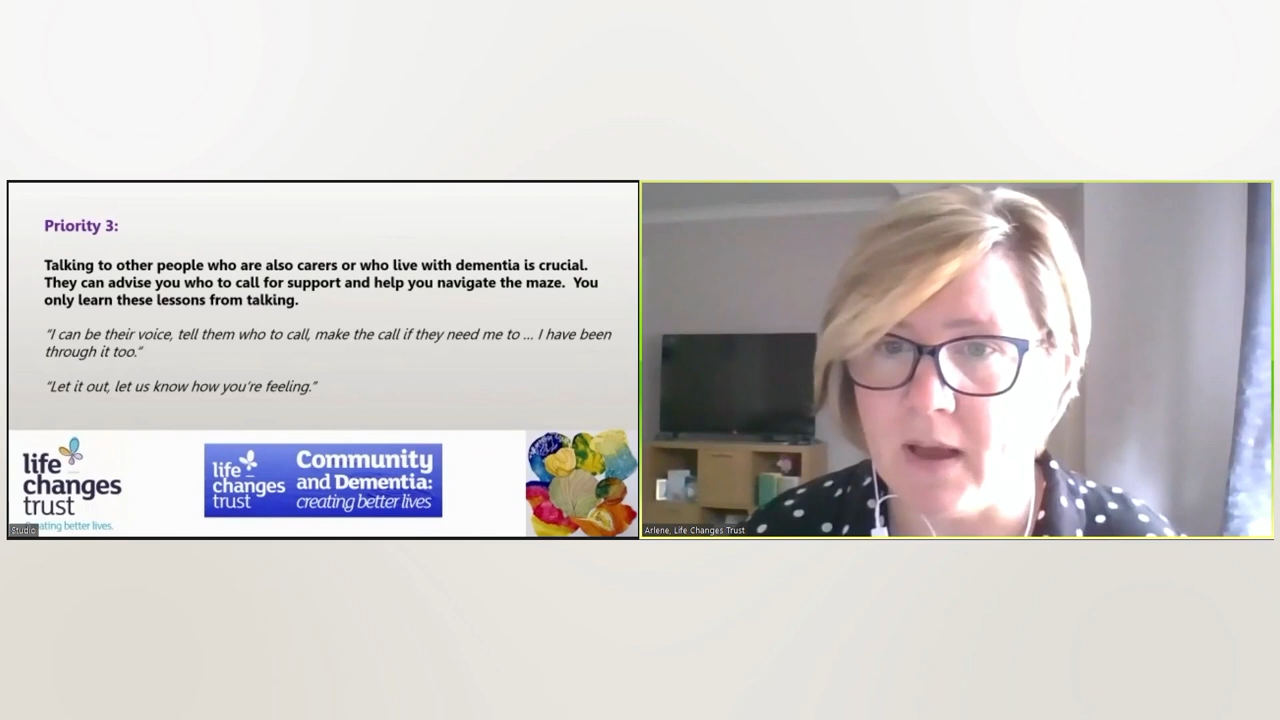 Priority 3:
Talking to other people who are also carers or who live with dementia is crucial.
They can advise you who to call for support and help you navigate the maze.  You
only learn these lessons from talking.
“I can be their voice, tell them who to call, make the call if they need me to ... I have been
through it too.”
“Let it out, let us know how you’re feeling.”
life
changes
trust
ating better lives.
Studio
life
changes
trust
Community
and Dementia:
creating better lives
Arlene, Life Changes Trust